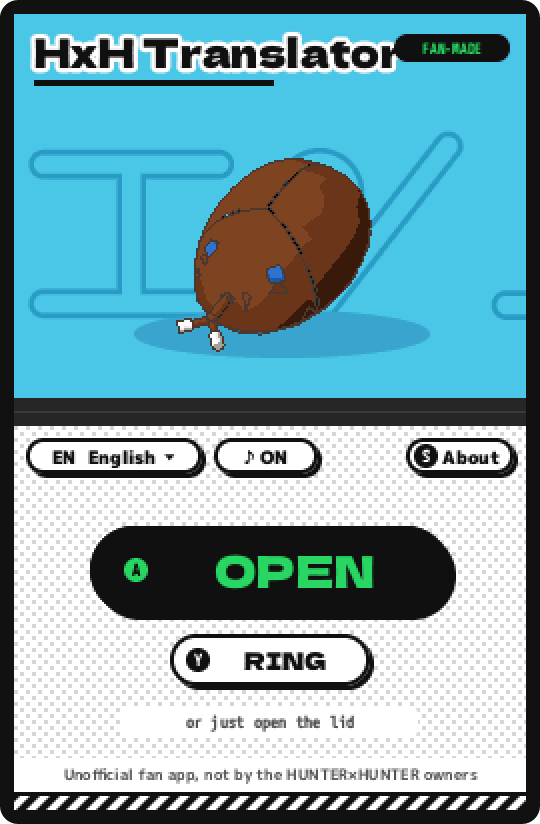 HxH Translator
FAN-MADE
EN English
♪ ON
S About
A OPEN
Y RING
or just open the lid
Unofficial fan app, not by the HUNTER×HUNTER owners